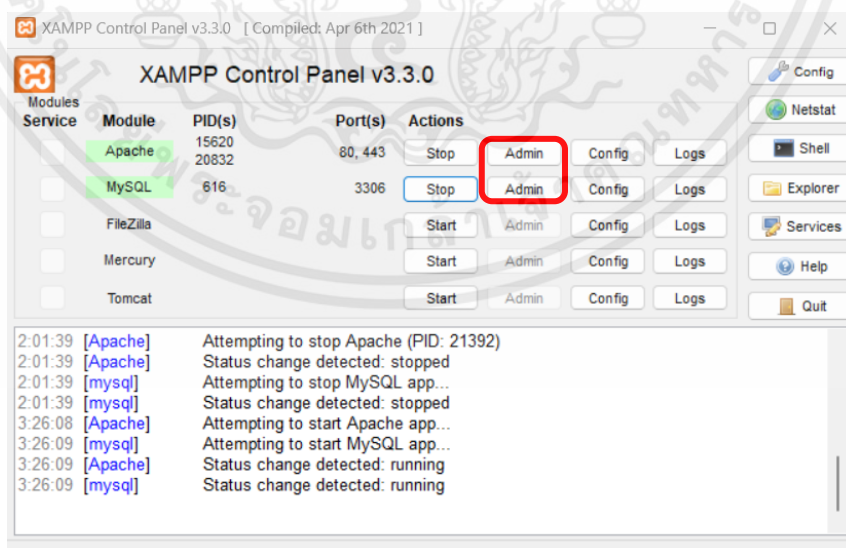 XAMPP Control Panel v3.3.0 [ Compiled: Apr 6th 2021 ]
XAMPP Control Panel v3.3.0
Config
Modules
Service Module PID(s) Port(s) Actions
Netstat
Apache 15620 20832 80, 443 Stop Admin Config Logs
Shell
MySQL 616 3306 Stop Admin Config Logs
Explorer
FileZilla Start Admin Config Logs
Services
Mercury Start Admin Config Logs
Help
Tomcat Start Admin Config Logs
Quit
2:01:39 [Apache] Attempting to stop Apache (PID: 21392)
2:01:39 [Apache] Status change detected: stopped
2:01:39 [mysql] Attempting to stop MySQL app...
2:01:39 [mysql] Status change detected: stopped
3:26:08 [Apache] Attempting to start Apache app...
3:26:09 [mysql] Attempting to start MySQL app...
3:26:09 [Apache] Status change detected: running
3:26:09 [mysql] Status change detected: running